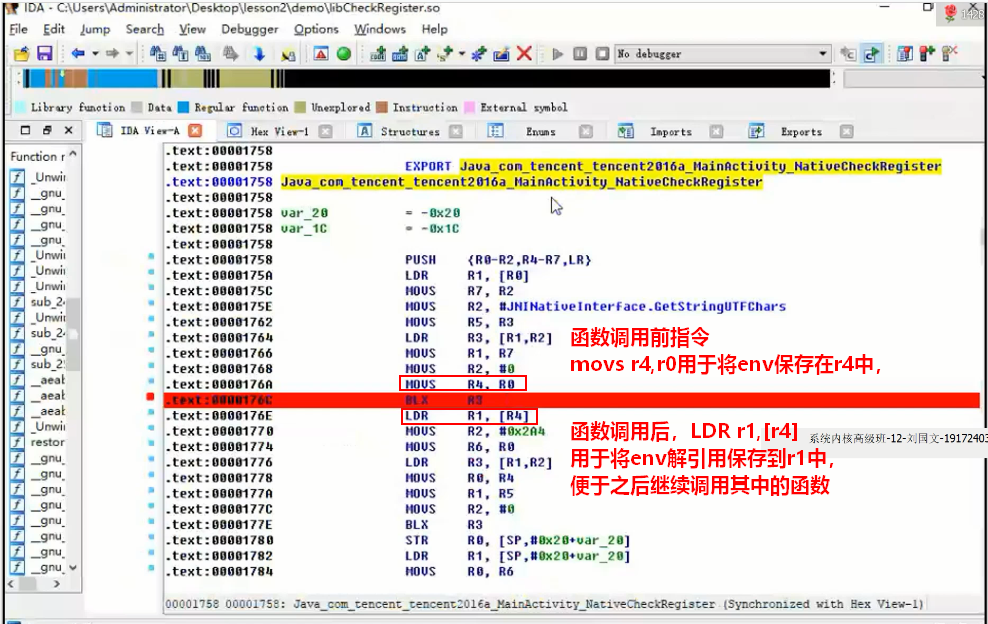 IDA - C:\Users\Administrator\Desktop\lesson2\demo\libCheckRegister.so
File Edit Jump Search View Debugger Options Windows Help
No debugger
Library function Data Regular function Unexplored Instruction External symbol
IDA View-A Hex View-1 Structures Enums Imports Exports
Function r
_Unwi
__gnu_
__gnu_
__gnu_
__gnu_
_Unwi
_Unwi
_Unwi
sub_24
_Unwi
sub_24
__gnu_
sub_2
__aeab
__aeab
__aeab
_Unwi
restor
__gnu_
__gnu_
__gnu_
__gnu_
__gnu_
__gnu_
__gnu_
__gnu_
.text:00001758
.text:00001758 EXPORT Java_com_tencent_tencent2016a_MainActivity_NativeCheckRegister
.text:00001758 Java_com_tencent_tencent2016a_MainActivity_NativeCheckRegister
.text:00001758
.text:00001758 var_20 = -0x20
.text:00001758 var_1C = -0x1C
.text:00001758
.text:00001758 PUSH {R0-R2,R4-R7,LR}
.text:0000175A LDR R1, [R0]
.text:0000175C MOVS R7, R2
.text:0000175E MOVS R2, #JNINativeInterface.GetStringUTFChars
.text:00001762 MOVS R5, R3
.text:00001764 LDR R3, [R1,R2]
.text:00001766 MOVS R1, R7
.text:00001768 MOVS R2, #0
.text:0000176A MOVS R4, R0
.text:0000176C BLX R3
.text:0000176E LDR R1, [R4]
.text:00001770 MOVS R2, #0x2A4
.text:00001774 MOVS R6, R0
.text:00001776 LDR R3, [R1,R2]
.text:00001778 MOVS R0, R4
.text:0000177A MOVS R1, R5
.text:0000177C MOVS R2, #0
.text:0000177E BLX R3
.text:00001780 STR R0, [SP,#0x20+var_20]
.text:00001782 LDR R1, [SP,#0x20+var_20]
.text:00001784 MOVS R0, R6
函数调用前指令
movs r4,r0用于将env保存在r4中，
函数调用后，LDR r1,[r4]
用于将env解引用保存到r1中，
便于之后继续调用其中的函数
系统内核高级班-12-刘国文-19172403
00001758 00001758: Java_com_tencent_tencent2016a_MainActivity_NativeCheckRegister (Synchronized with Hex View-1)